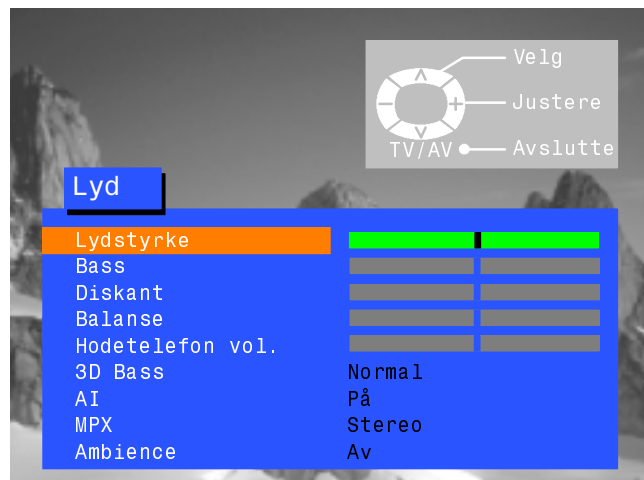 Velg
Justere
TV/AV Avslutte
Lyd
Lydstyrke
Bass
Diskant
Balanse
Hodetelefon vol.
3D Bass Normal
AI På
MPX Stereo
Ambience Av